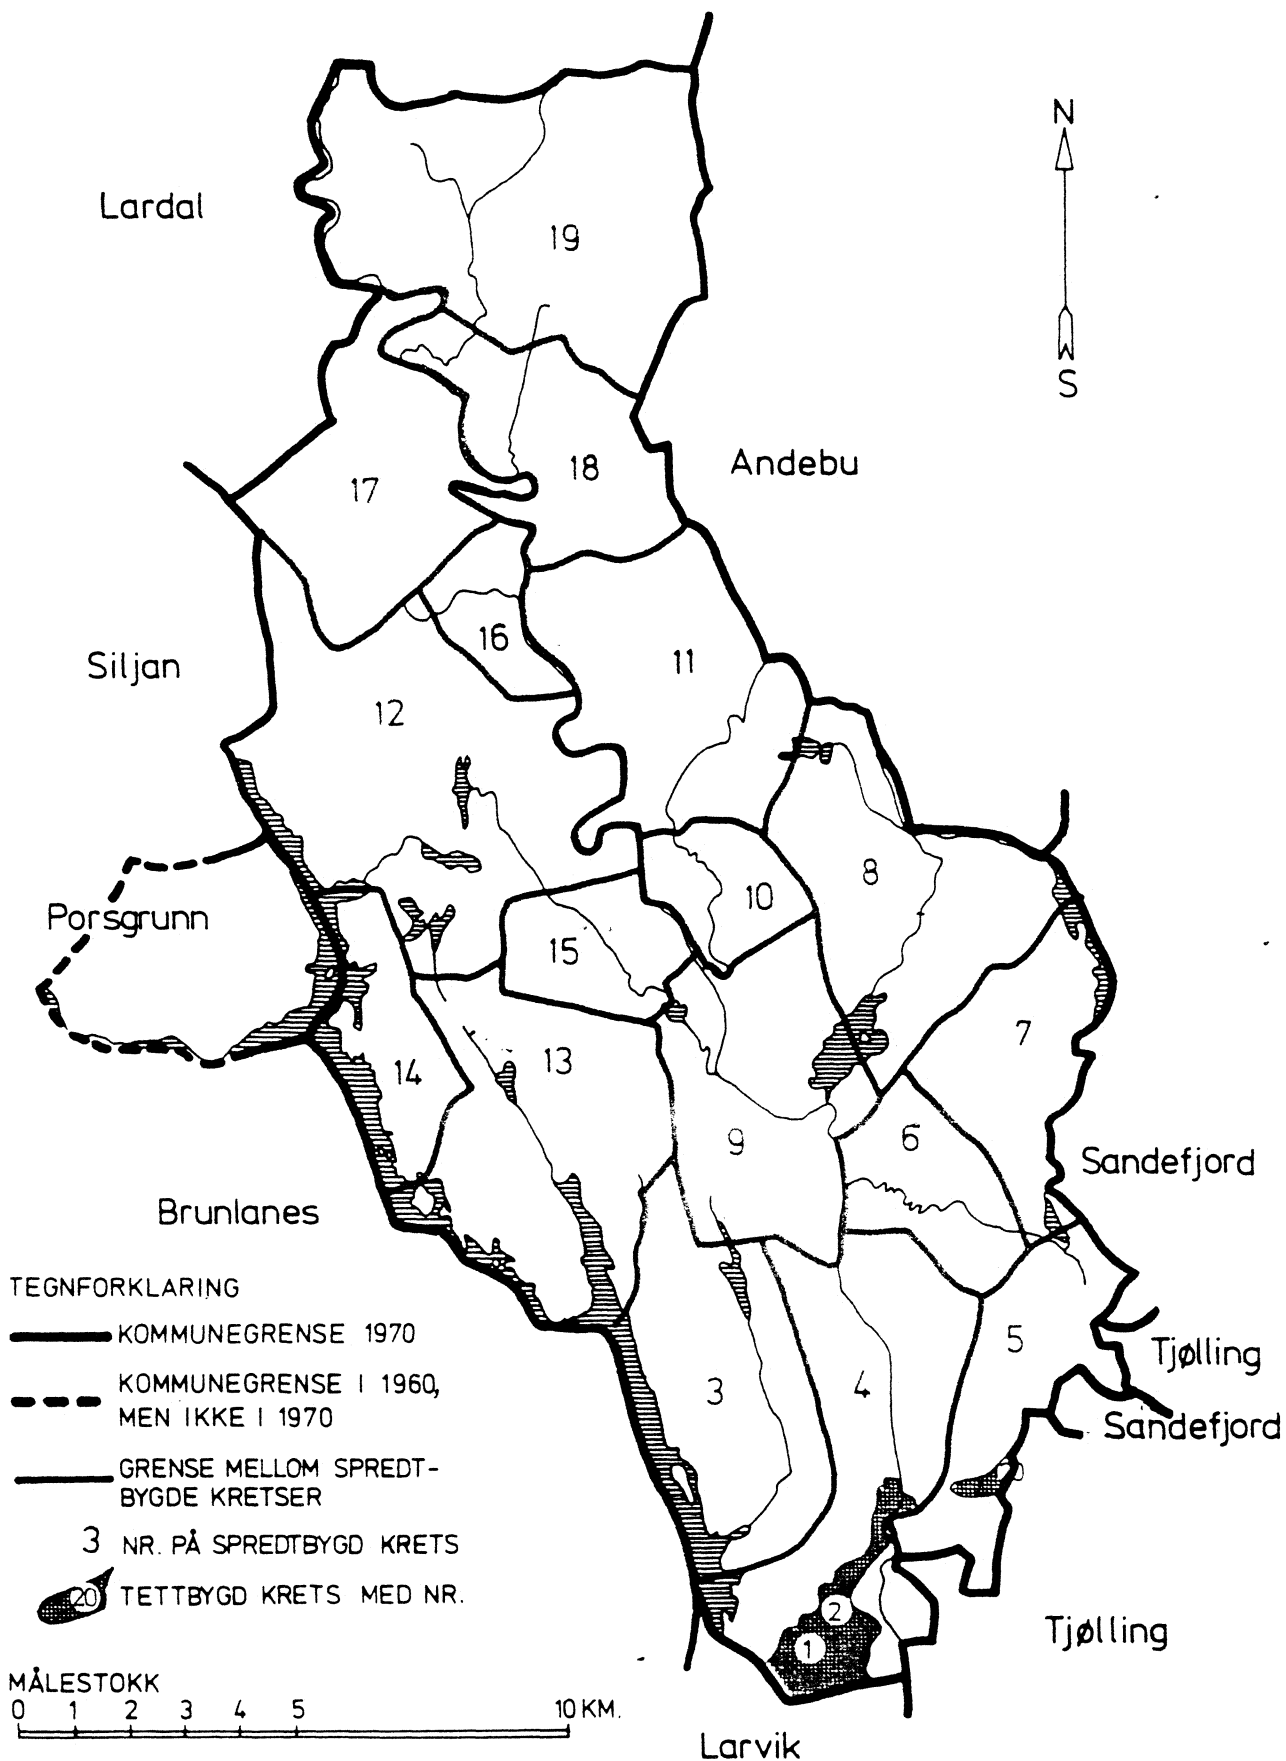 N
Lardal
19
S
Andebu
18
17
16
11
Siljan
12
8
10
Porsgrunn
15
7
13
14
9
6
Sandefjord
Brunlanes
TEGNFORKLARING
KOMMUNEGRENSE 1970
KOMMUNEGRENSE I 1960,
MEN IKKE I 1970
GRENSE MELLOM SPREDT-
BYGDE KRETSER
3 NR. PÅ SPREDTBYGD KRETS
20 TETTBYGD KRETS MED NR.
5
Tjølling
3
4
Sandefjord
2
1
Tjølling
MÅLESTOKK
0 1 2 3 4 5 10 KM.
Larvik